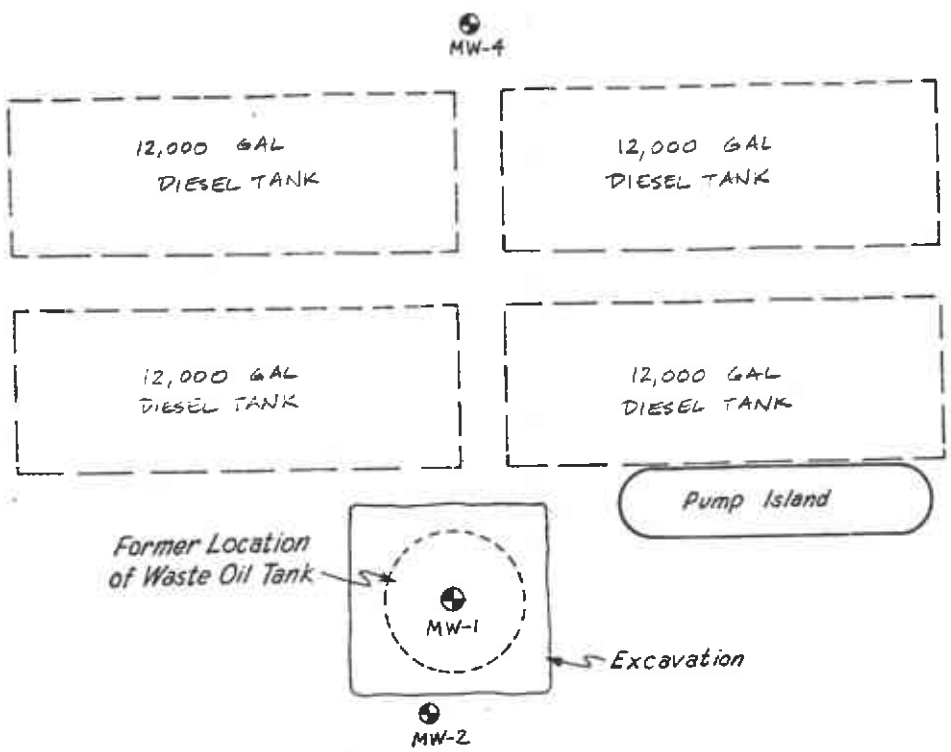 MW-4
12,000 GAL
DIESEL TANK
12,000 GAL
DIESEL TANK
12,000 GAL
DIESEL TANK
12,000 GAL
DIESEL TANK
Pump Island
Former Location
of Waste Oil Tank
MW-1
Excavation
MW-2